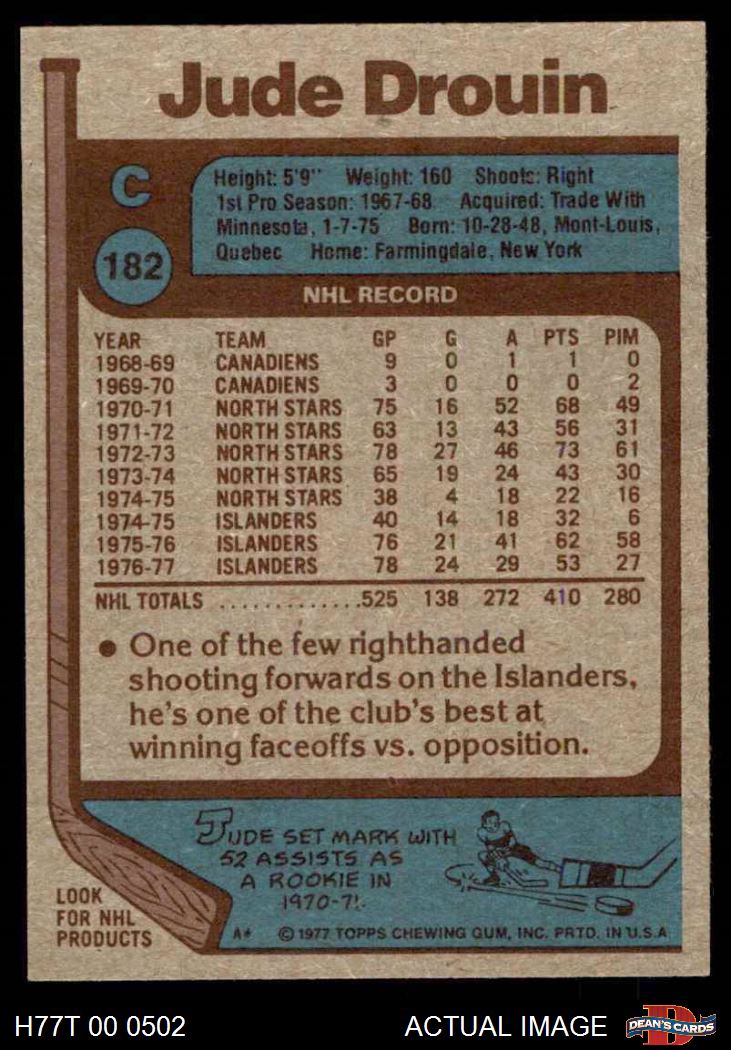 Jude Drouin
C
182
Height: 5'9" Weight: 160 Shoots: Right
1st Pro Season: 1967-68 Acquired: Trade With
Minnesota, 1-7-75 Born: 10-28-48, Mont-Louis,
Quebec Home: Farmingdale, New York
NHL RECORD
YEAR TEAM GP G A PTS PIM
1968-69 CANADIENS 9 0 1 1 0
1969-70 CANADIENS 3 0 0 0 2
1970-71 NORTH STARS 75 16 52 68 49
1971-72 NORTH STARS 63 13 43 56 31
1972-73 NORTH STARS 78 27 46 73 61
1973-74 NORTH STARS 65 19 24 43 30
1974-75 NORTH STARS 38 4 18 22 16
1974-75 ISLANDERS 40 14 18 32 6
1975-76 ISLANDERS 76 21 41 62 58
1976-77 ISLANDERS 78 24 29 53 27
NHL TOTALS .............525 138 272 410 280
• One of the few righthanded
shooting forwards on the Islanders,
he's one of the club's best at
winning faceoffs vs. opposition.
JUDE SET MARK WITH
52 ASSISTS AS
A ROOKIE IN
1970-71.
LOOK
FOR NHL
PRODUCTS
A* © 1977 TOPPS CHEWING GUM, INC. PRTD. IN U.S.A
H77T 00 0502 ACTUAL IMAGE
DEAN'S CARDS